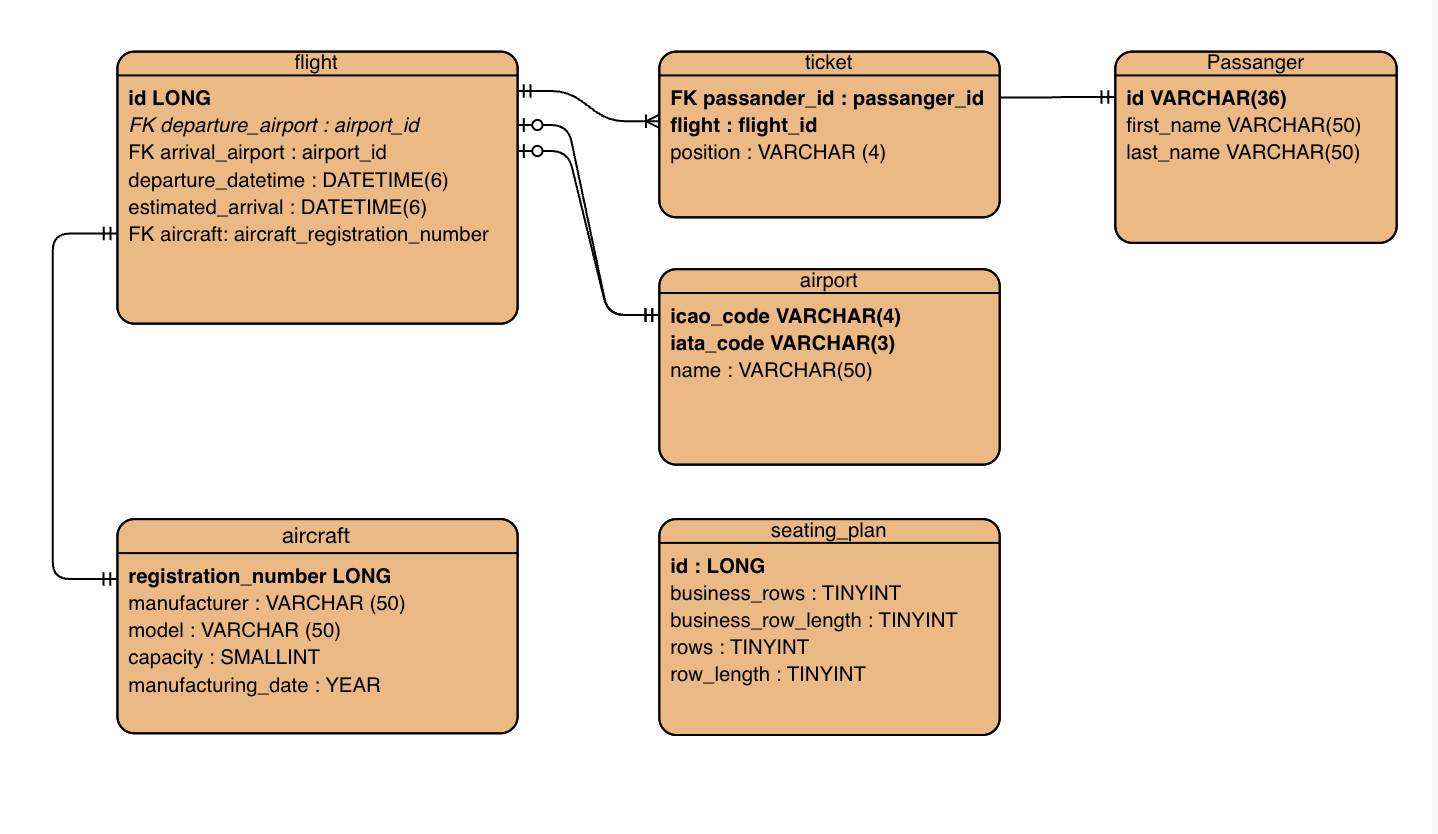 flight
id LONG
FK departure_airport : airport_id
FK arrival_airport : airport_id
departure_datetime : DATETIME(6)
estimated_arrival : DATETIME(6)
FK aircraft: aircraft_registration_number
ticket
FK passander_id : passanger_id
flight : flight_id
position : VARCHAR (4)
Passanger
id VARCHAR(36)
first_name VARCHAR(50)
last_name VARCHAR(50)
airport
icao_code VARCHAR(4)
iata_code VARCHAR(3)
name : VARCHAR(50)
aircraft
registration_number LONG
manufacturer : VARCHAR (50)
model : VARCHAR (50)
capacity : SMALLINT
manufacturing_date : YEAR
seating_plan
id : LONG
business_rows : TINYINT
business_row_length : TINYINT
rows : TINYINT
row_length : TINYINT